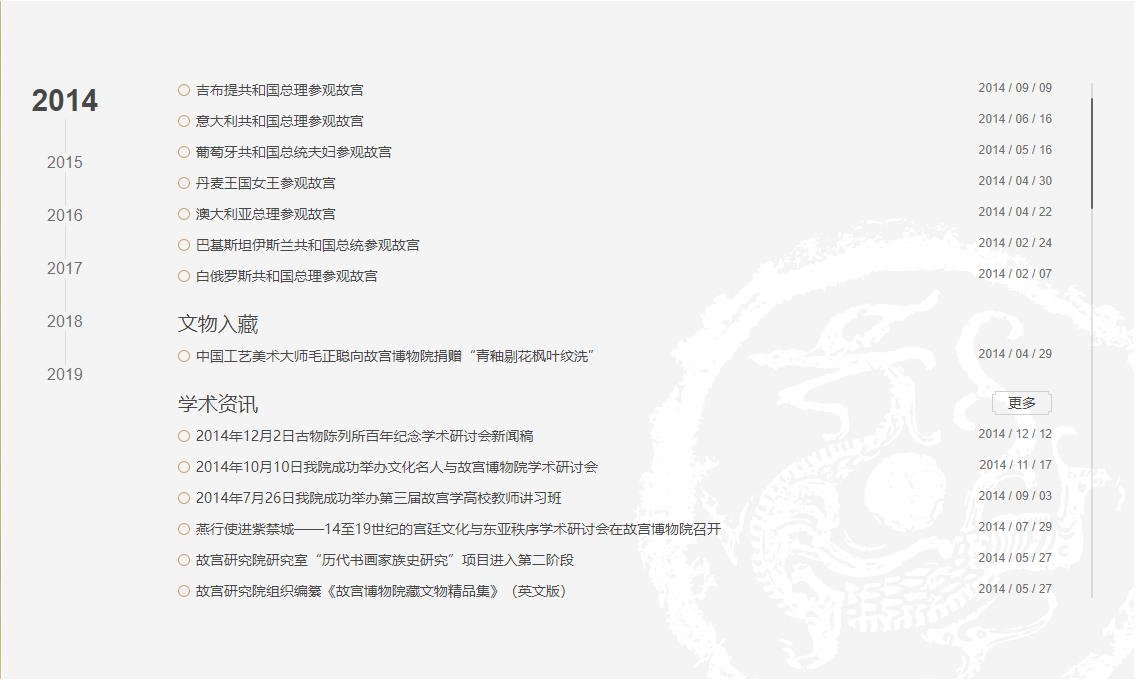 2014
2015
2016
2017
2018
2019
吉布提共和国总理参观故宫 2014 / 09 / 09
意大利共和国总理参观故宫 2014 / 06 / 16
葡萄牙共和国总统夫妇参观故宫 2014 / 05 / 16
丹麦王国女王参观故宫 2014 / 04 / 30
澳大利亚总理参观故宫 2014 / 04 / 22
巴基斯坦伊斯兰共和国总统参观故宫 2014 / 02 / 24
白俄罗斯共和国总理参观故宫 2014 / 02 / 07
文物入藏
中国工艺美术大师毛正聪向故宫博物院捐赠“青釉剔花枫叶纹洗” 2014 / 04 / 29
学术资讯 更多
2014年12月2日古物陈列所百年纪念学术研讨会新闻稿 2014 / 12 / 12
2014年10月10日我院成功举办文化名人与故宫博物院学术研讨会 2014 / 11 / 17
2014年7月26日我院成功举办第三届故宫学高校教师讲习班 2014 / 09 / 03
燕行使进紫禁城——14至19世纪的宫廷文化与东亚秩序学术研讨会在故宫博物院召开 2014 / 07 / 29
故宫研究院研究室“历代书画家族史研究”项目进入第二阶段 2014 / 05 / 27
故宫研究院组织编纂《故宫博物院藏文物精品集》（英文版） 2014 / 05 / 27